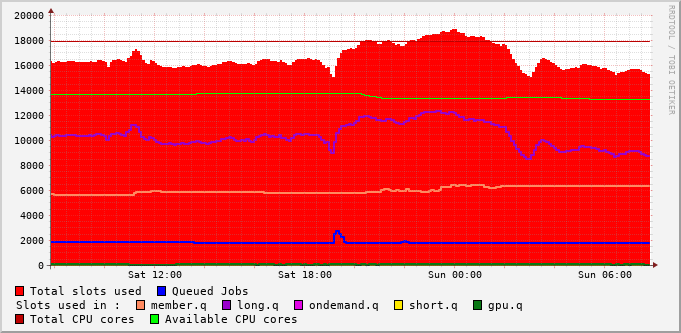 20000
18000
16000
14000
12000
10000
8000
6000
4000
2000
0
Sat 12:00 Sat 18:00 Sun 00:00 Sun 06:00
Total slots used Queued Jobs
Slots used in : member.q long.q ondemand.q short.q gpu.q
Total CPU cores Available CPU cores
RRDTOOL / TOBI OETIKER